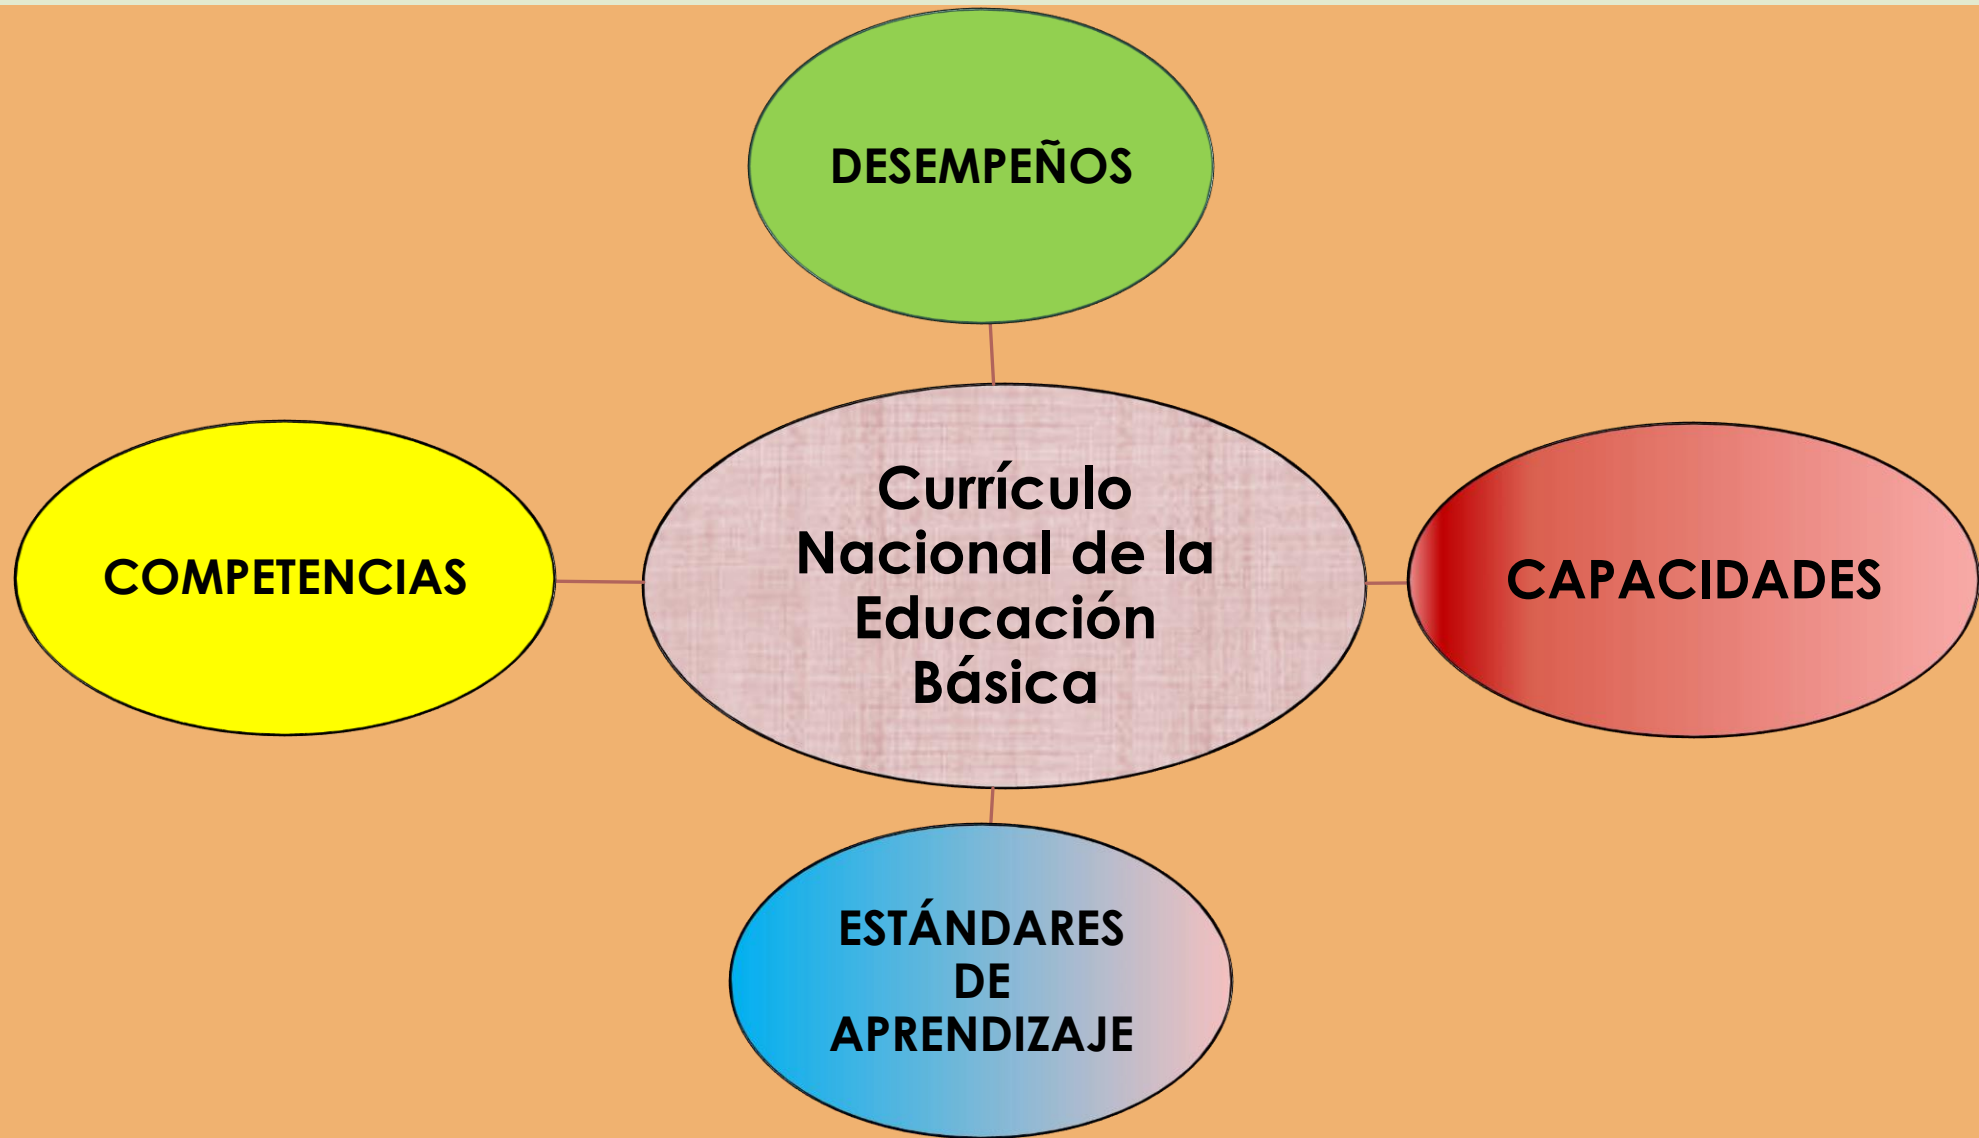 DESEMPEÑOS
COMPETENCIAS
Currículo
Nacional de la
Educación
Básica
CAPACIDADES
ESTÁNDARES
DE
APRENDIZAJE